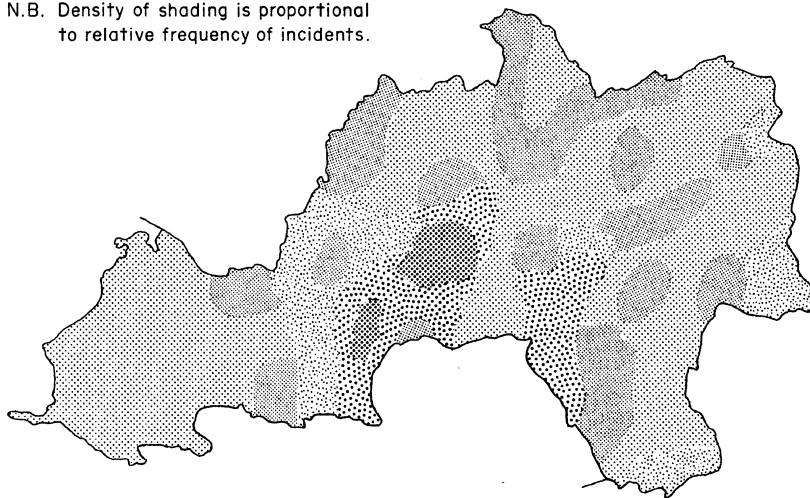 N.B. Density of shading is proportional
to relative frequency of incidents.